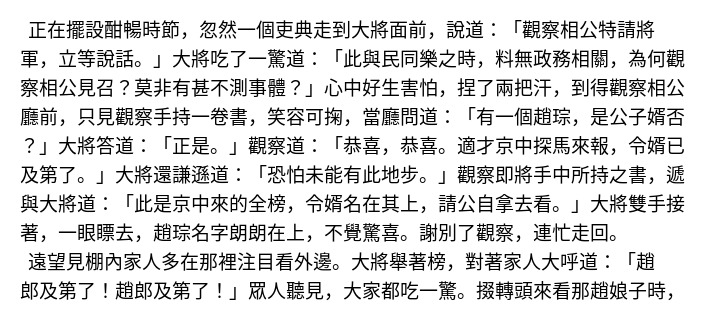 正在擺設酣暢時節，忽然一個吏典走到大將面前，說道：「觀察相公特請將
軍，立等說話。」大將吃了一驚道：「此與民同樂之時，料無政務相關，為何觀
察相公見召？莫非有甚不測事體？」心中好生害怕，捏了兩把汗，到得觀察相公
廳前，只見觀察手持一卷書，笑容可掬，當廳問道：「有一個趙琮，是公子婿否
？」大將答道：「正是。」觀察道：「恭喜，恭喜。適才京中探馬來報，令婿已
及第了。」大將還謙遜道：「恐怕未能有此地步。」觀察即將手中所持之書，遞
與大將道：「此是京中來的全榜，令婿名在其上，請公自拿去看。」大將雙手接
著，一眼瞟去，趙琮名字朗朗在上，不覺驚喜。謝別了觀察，連忙走回。
遠望見棚內家人多在那裡注目看外邊。大將舉著榜，對著家人大呼道：「趙
郎及第了！趙郎及第了！」眾人聽見，大家都吃一驚。掇轉頭來看那趙娘子時，